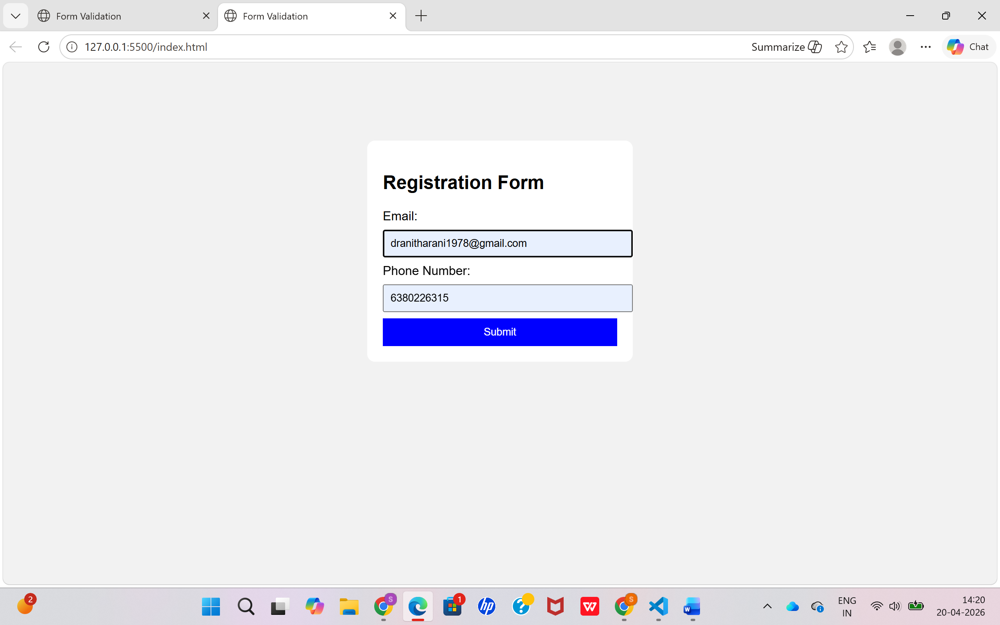 Form Validation
Form Validation
127.0.0.1:5500/index.html
Summarize
Chat
Registration Form
Email:
dranitharani1978@gmail.com
Phone Number:
6380226315
Submit
2
S
1
hp
?
W
S
W
ENG
IN
14:20
20-04-2026